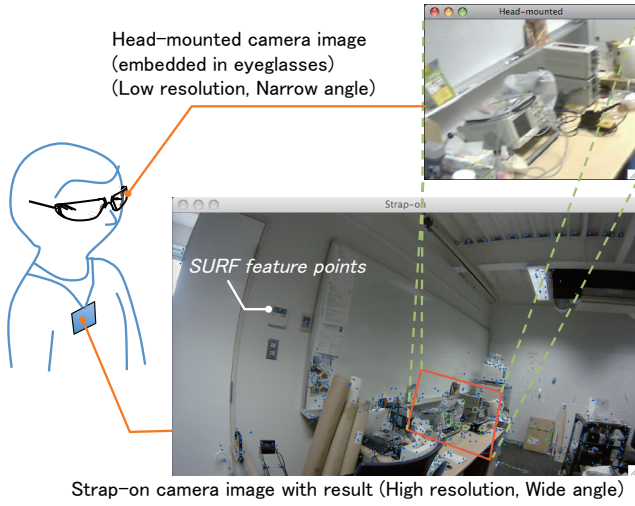 Head-mounted
Head-mounted camera image
(embedded in eyeglasses)
(Low resolution, Narrow angle)
Strap-on
SURF feature points
Strap-on camera image with result (High resolution, Wide angle)